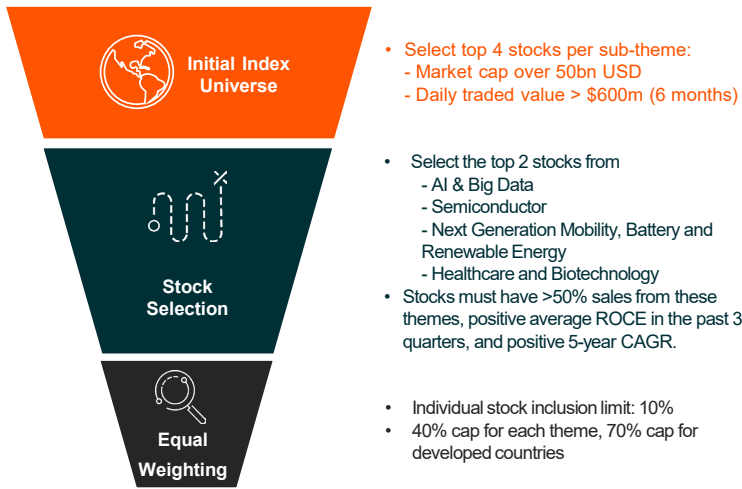 Initial Index
Universe
• Select top 4 stocks per sub-theme:
- Market cap over 50bn USD
- Daily traded value > $600m (6 months)
Stock
Selection
• Select the top 2 stocks from
- AI & Big Data
- Semiconductor
- Next Generation Mobility, Battery and
Renewable Energy
- Healthcare and Biotechnology
• Stocks must have >50% sales from these
themes, positive average ROCE in the past 3
quarters, and positive 5-year CAGR.
Equal
Weighting
• Individual stock inclusion limit: 10%
• 40% cap for each theme, 70% cap for
developed countries